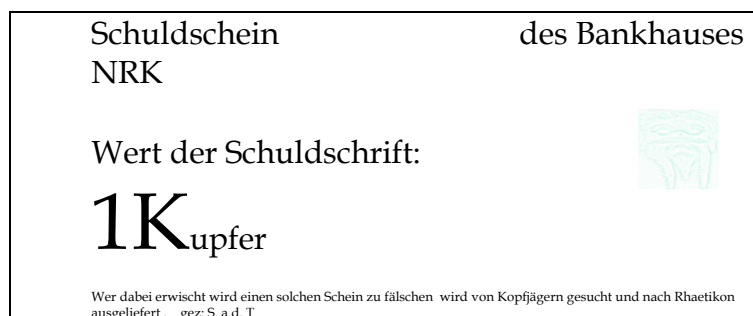 Schuldschein des Bankhauses
NRK
Wert der Schuldschrift:
1Kupfer
Wer dabei erwischt wird einen solchen Schein zu fälschen wird von Kopfjägern gesucht und nach Rhaetikon
ausgeliefert. gez: S. a.d. T